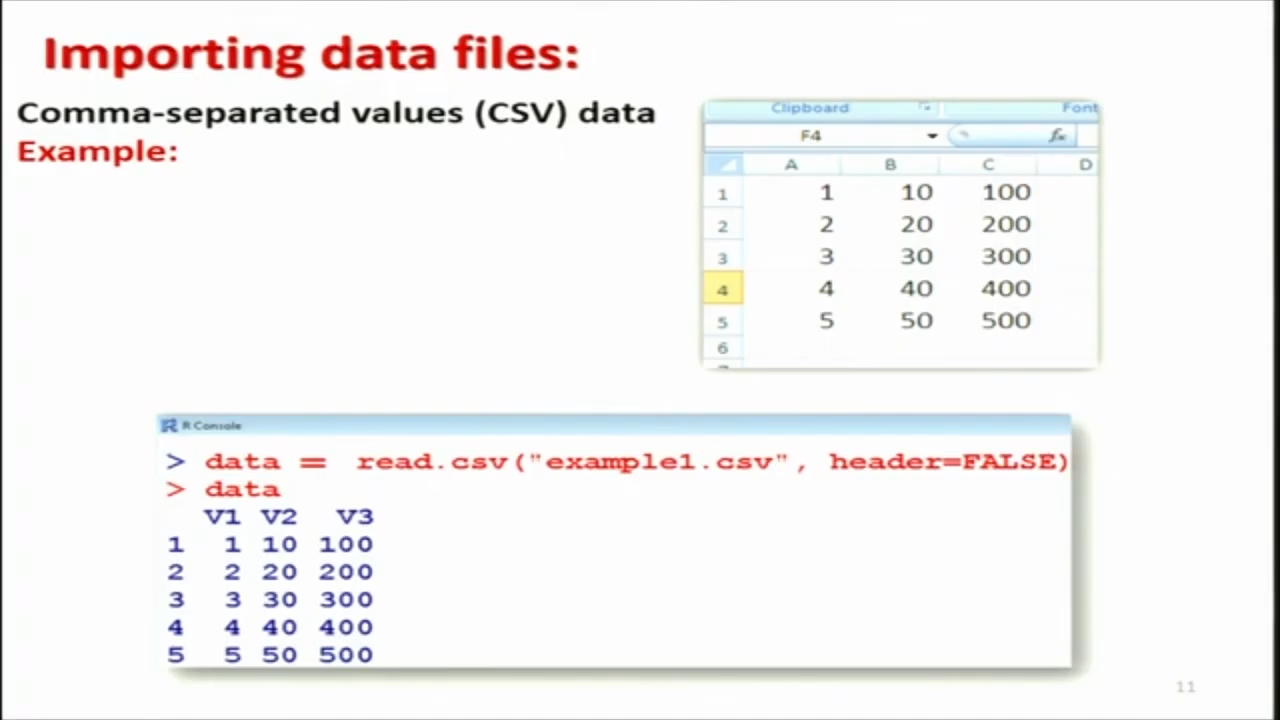 Importing data files:
Comma-separated values (CSV) data
Example:
Clipboard Font
F4 fx
A B C D
1 1 10 100
2 2 20 200
3 3 30 300
4 4 40 400
5 5 50 500
6
R Console
> data = read.csv("example1.csv", header=FALSE)
> data
V1 V2 V3
1 1 10 100
2 2 20 200
3 3 30 300
4 4 40 400
5 5 50 500
11